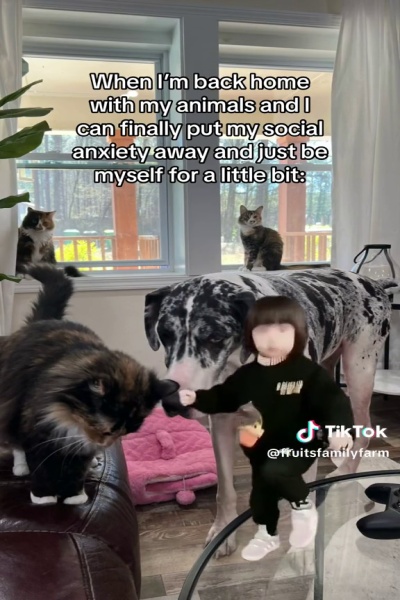 When I'm back home
with my animals and I
can finally put my social
anxiety away and just be
myself for a little bit:
TikTok
@fruitsfamilyfarm